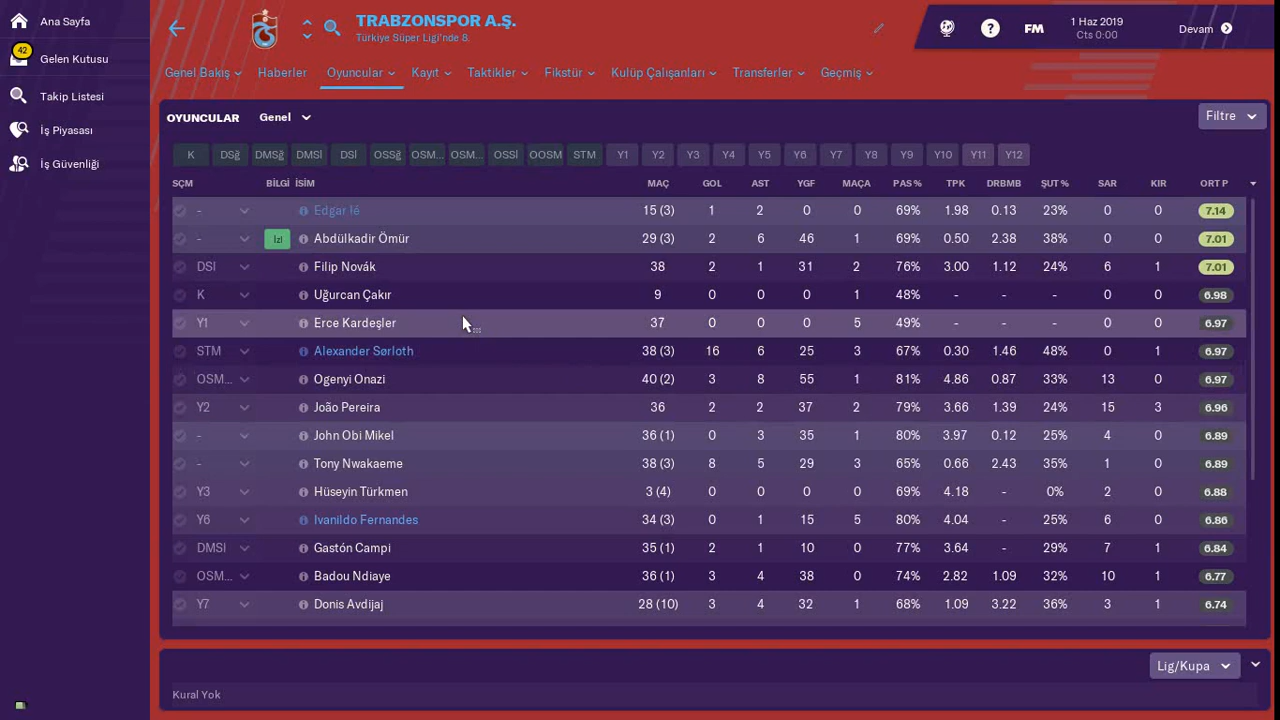 Ana Sayfa
42
Gelen Kutusu
Takip Listesi
İş Piyasası
İş Güvenliği
TRABZONSPOR A.Ş.
Türkiye Süper Ligi'nde 8.
? FM
1 Haz 2019
Cts 0:00
Devam
Genel Bakış Haberler Oyuncular Kayıt Taktikler Fikstür Kulüp Çalışanları Transferler Geçmiş
OYUNCULAR Genel Filtre
K DSğ DMSğ DMSl DSl OSSğ OSM... OSM... OSSl OOSM STM Y1 Y2 Y3 Y4 Y5 Y6 Y7 Y8 Y9 Y10 Y11 Y12
SÇM BİLGİ İSİM MAÇ GOL AST YGF MAÇA PAS % TPK DRBMB ŞUT % SAR KIR ORT P
- Edgar Ié 15 (3) 1 2 0 0 69% 1.98 0.13 23% 0 0 7.14
- İzl Abdülkadir Ömür 29 (3) 2 6 46 1 69% 0.50 2.38 38% 0 0 7.01
DSl Filip Novák 38 2 1 31 2 76% 3.00 1.12 24% 6 1 7.01
K Uğurcan Çakır 9 0 0 0 1 48% - - - 0 0 6.98
Y1 Erce Kardeşler 37 0 0 0 5 49% - - - 0 0 6.97
STM Alexander Sørloth 38 (3) 16 6 25 3 67% 0.30 1.46 48% 0 1 6.97
OSM... Ogenyi Onazi 40 (2) 3 8 55 1 81% 4.86 0.87 33% 13 0 6.97
Y2 João Pereira 36 2 2 37 2 79% 3.66 1.39 24% 15 3 6.96
- John Obi Mikel 36 (1) 0 3 35 1 80% 3.97 0.12 25% 4 0 6.89
- Tony Nwakaeme 38 (3) 8 5 29 3 65% 0.66 2.43 35% 1 0 6.89
Y3 Hüseyin Türkmen 3 (4) 0 0 0 0 69% 4.18 - 0% 2 0 6.88
Y6 Ivanildo Fernandes 34 (3) 0 1 15 5 80% 4.04 - 25% 6 0 6.86
DMSl Gastón Campi 35 (1) 2 1 10 0 77% 3.64 - 29% 7 1 6.84
OSM... Badou Ndiaye 36 (1) 3 4 38 0 74% 2.82 1.09 32% 10 1 6.77
Y7 Donis Avdijaj 28 (10) 3 4 32 1 68% 1.09 3.22 36% 3 1 6.74
Lig/Kupa
Kural Yok